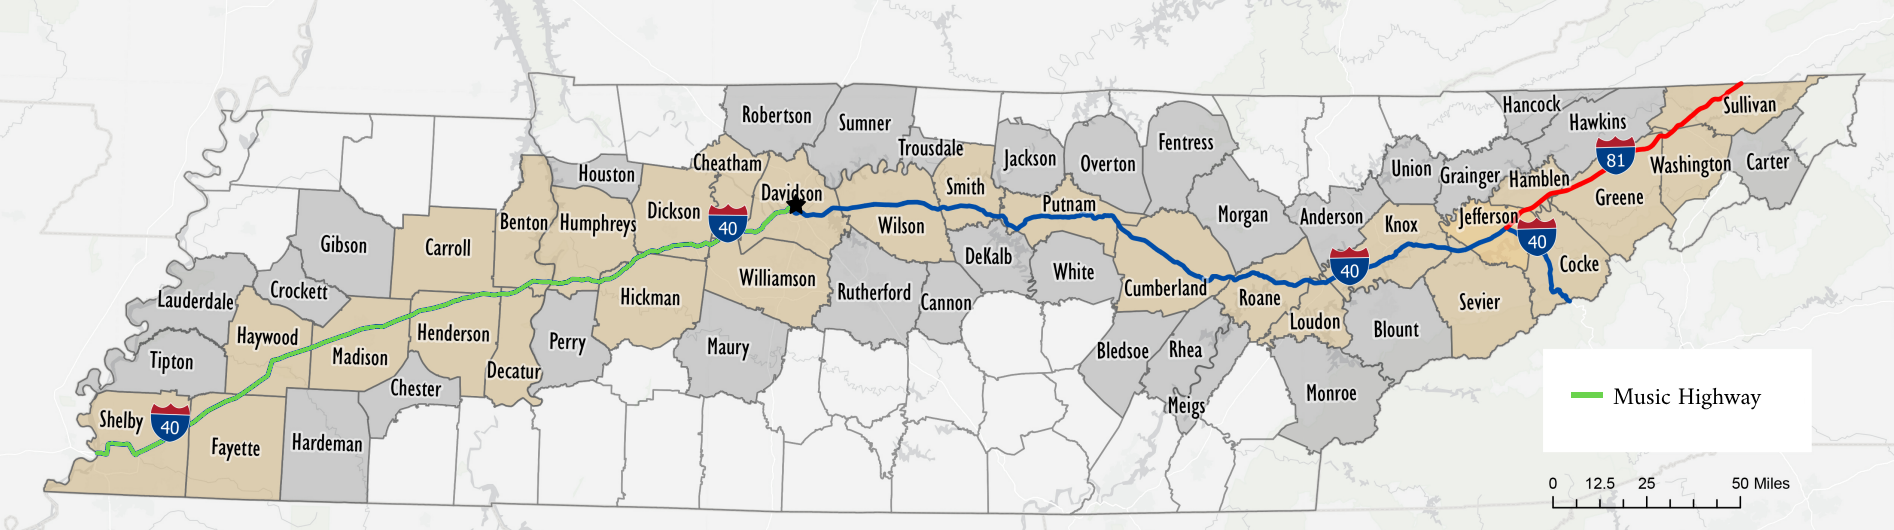 Hancock
Sullivan
Robertson
Sumner
Hawkins
Trousdale
Fentress
Jackson
Overton
81
Washington
Carter
Cheatham
Houston
Union
Grainger
Hamblen
Davidson
Smith
Greene
Putnam
Dickson
Benton
Humphreys
40
Wilson
Morgan
Anderson
Knox
Jefferson
40
Gibson
Carroll
DeKalb
White
40
Cocke
Williamson
Rutherford
Cannon
Cumberland
Roane
Lauderdale
Crockett
Hickman
Sevier
Loudon
Blount
Haywood
Henderson
Madison
Perry
Maury
Bledsoe
Rhea
Tipton
Decatur
Chester
Monroe
Meigs
Music Highway
Shelby
40
Fayette
Hardeman
0 12.5 25 50 Miles